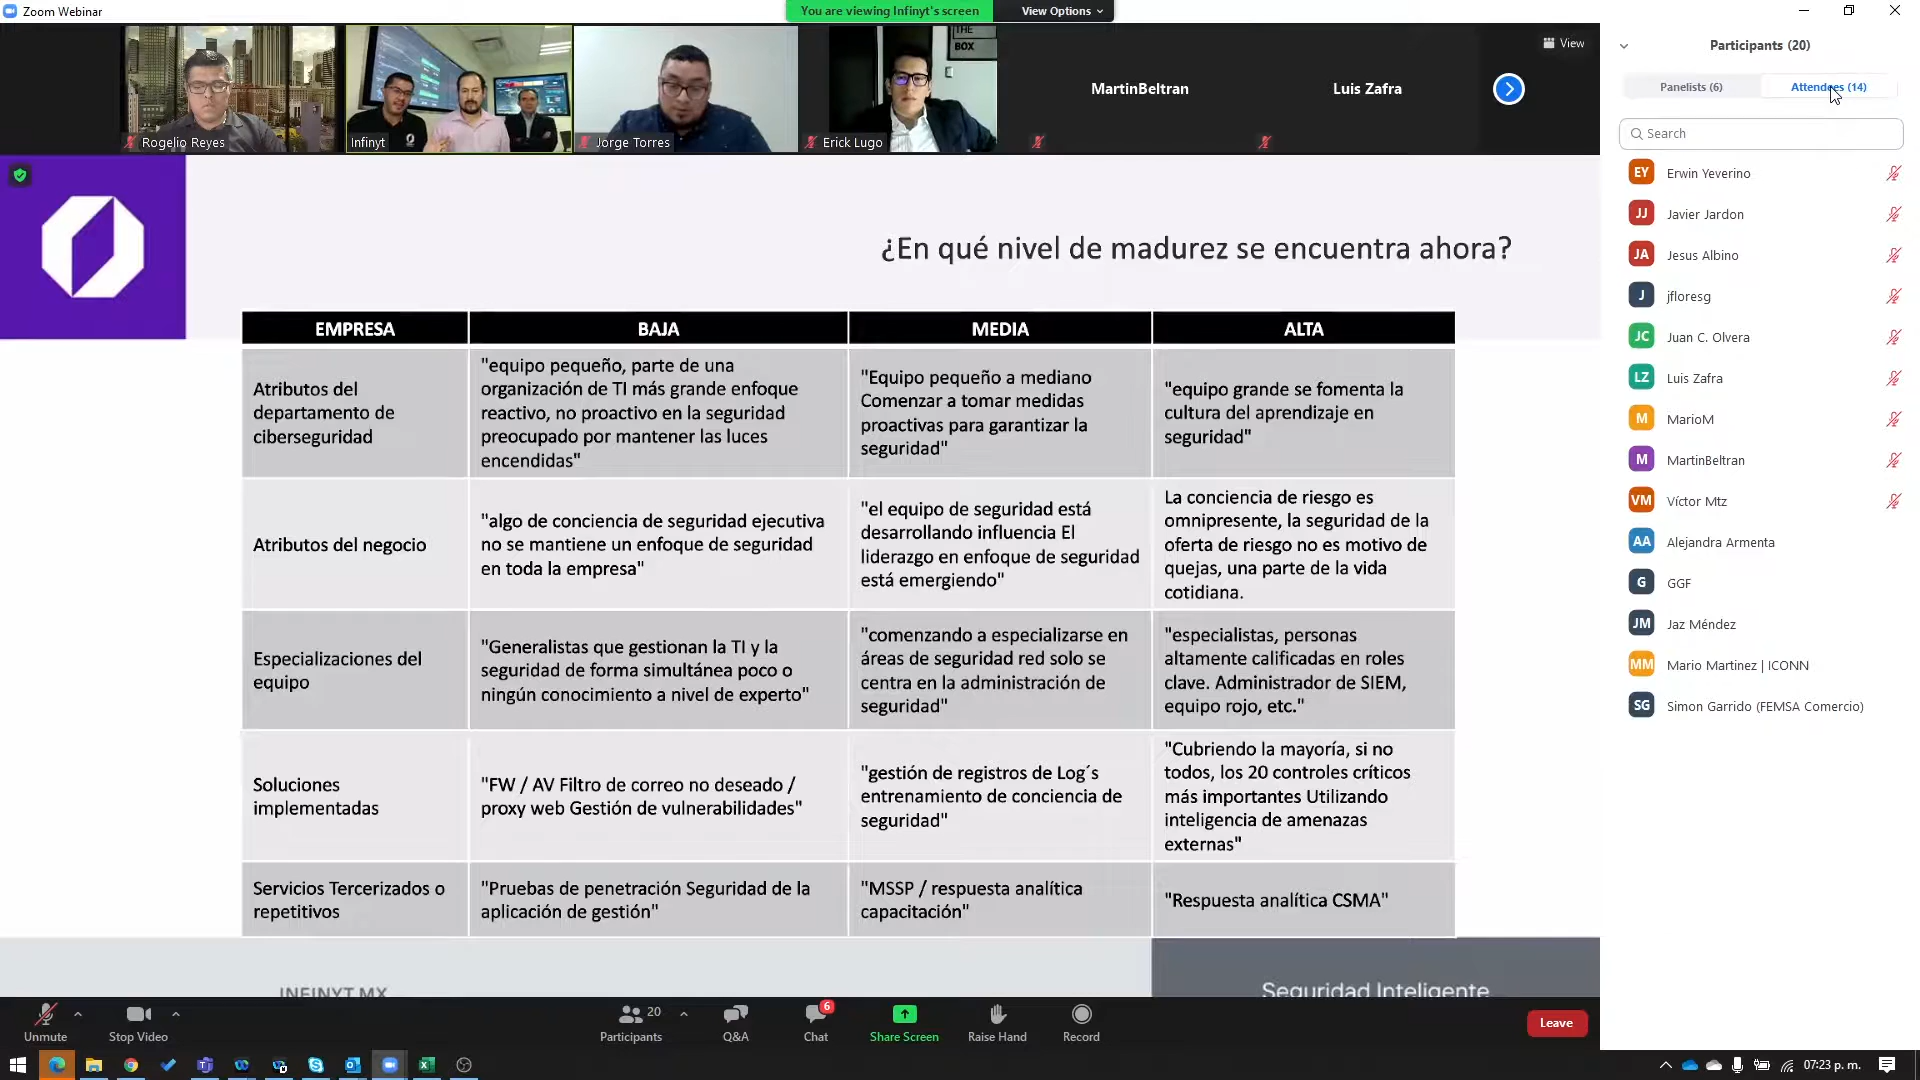 Zoom Webinar
You are viewing Infinyt's screen
View Options
THE
BOX
View
Rogelio Reyes
Infinyt
Jorge Torres
Erick Lugo
MartinBeltran
Luis Zafra
¿En qué nivel de madurez se encuentra ahora?
EMPRESA
BAJA
MEDIA
ALTA
Atributos del
departamento de
ciberseguridad
"equipo pequeño, parte de una
organización de TI más grande enfoque
reactivo, no proactivo en la seguridad
preocupado por mantener las luces
encendidas"
"Equipo pequeño a mediano
Comenzar a tomar medidas
proactivas para garantizar la
seguridad"
"equipo grande se fomenta la
cultura del aprendizaje en
seguridad"
Atributos del negocio
"algo de conciencia de seguridad ejecutiva
no se mantiene un enfoque de seguridad
en toda la empresa"
"el equipo de seguridad está
desarrollando influencia El
liderazgo en enfoque de seguridad
está emergiendo"
La conciencia de riesgo es
omnipresente, la seguridad de la
oferta de riesgo no es motivo de
quejas, una parte de la vida
cotidiana.
Especializaciones del
equipo
"Generalistas que gestionan la TI y la
seguridad de forma simultánea poco o
ningún conocimiento a nivel de experto"
"comenzando a especializarse en
áreas de seguridad red solo se
centra en la administración de
seguridad"
"especialistas, personas
altamente calificadas en roles
clave. Administrador de SIEM,
equipo rojo, etc."
Soluciones
implementadas
"FW / AV Filtro de correo no deseado /
proxy web Gestión de vulnerabilidades"
"gestión de registros de Log´s
entrenamiento de conciencia de
seguridad"
"Cubriendo la mayoría, si no
todos, los 20 controles críticos
más importantes Utilizando
inteligencia de amenazas
externas"
Servicios Tercerizados o
repetitivos
"Pruebas de penetración Seguridad de la
aplicación de gestión"
"MSSP / respuesta analítica
capacitación"
"Respuesta analítica CSMA"
INFINYT.MX
Seguridad Inteligente
Participants (20)
Panelists (6)
Attendees (14)
Search
EY Erwin Yeverino
JJ Javier Jardon
JA Jesus Albino
J jfloresg
JC Juan C. Olvera
LZ Luis Zafra
M MarioM
M MartinBeltran
VM Víctor Mtz
AA Alejandra Armenta
G GGF
JM Jaz Méndez
MM Mario Martinez | ICONN
SG Simon Garrido (FEMSA Comercio)
Unmute
Stop Video
20
Participants
Q&A
6
Chat
Share Screen
Raise Hand
Record
Leave
07:23 p. m.